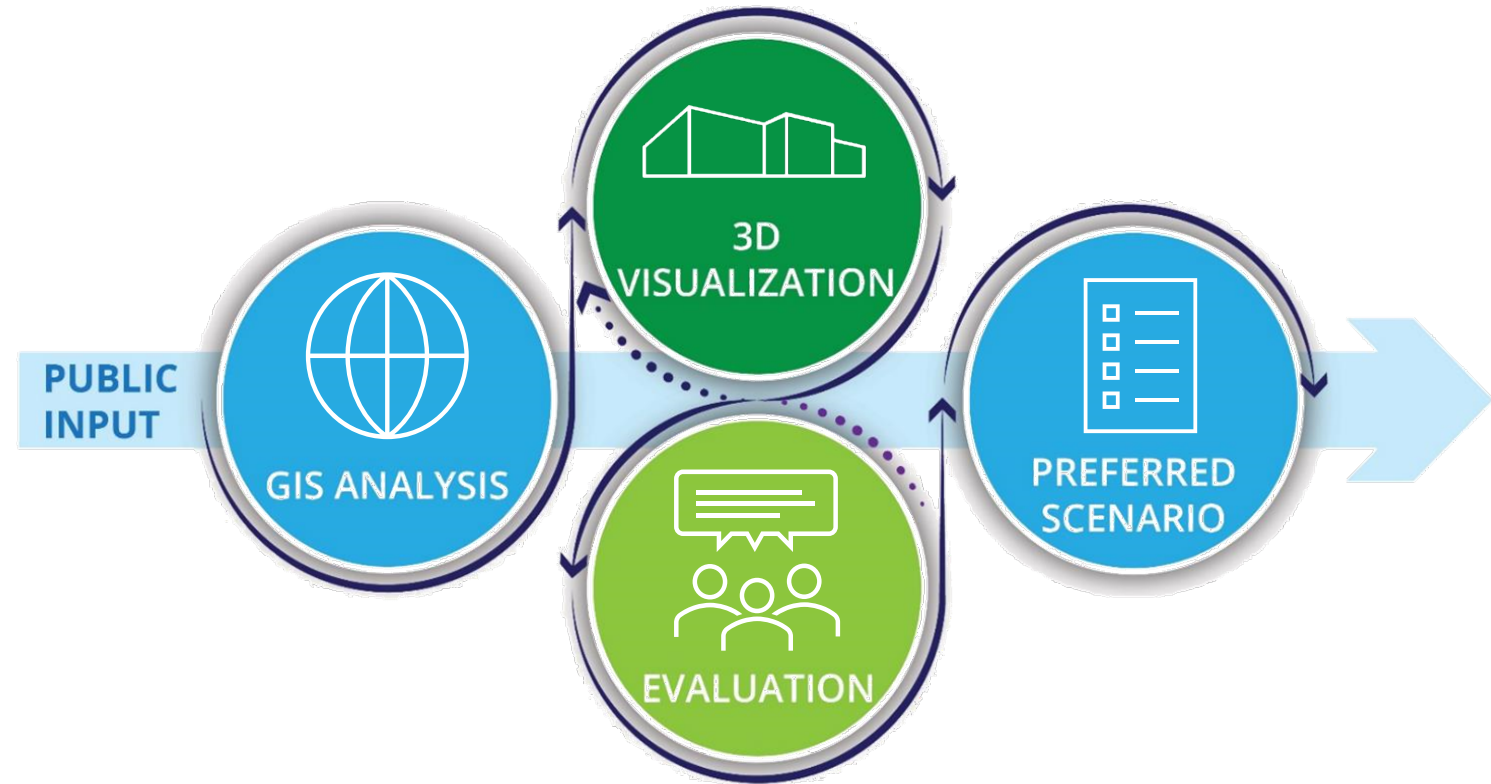 PUBLIC
INPUT
GIS ANALYSIS
3D
VISUALIZATION
EVALUATION
PREFERRED
SCENARIO